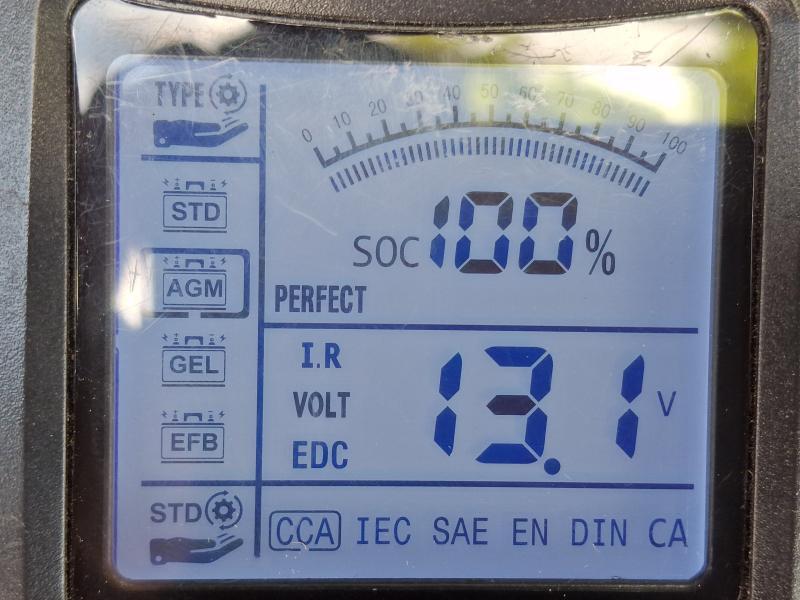 TYPE
0 10 20 30 40 50 60 70 80 90 100
STD
AGM
GEL
EFB
STD
SOC 100 %
PERFECT
I.R
VOLT
EDC
13.1 V
CCA IEC SAE EN DIN CA